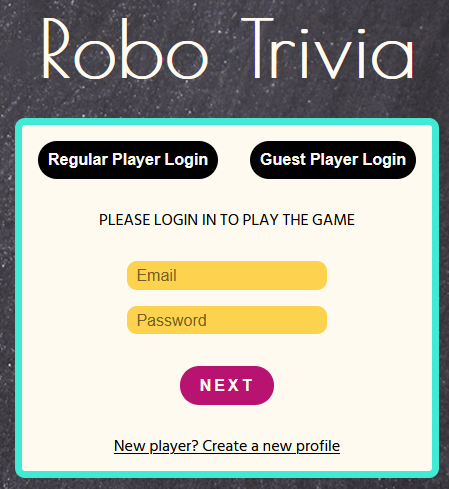 Robo Trivia
Regular Player Login
Guest Player Login
PLEASE LOGIN IN TO PLAY THE GAME
Email
Password
NEXT
New player? Create a new profile